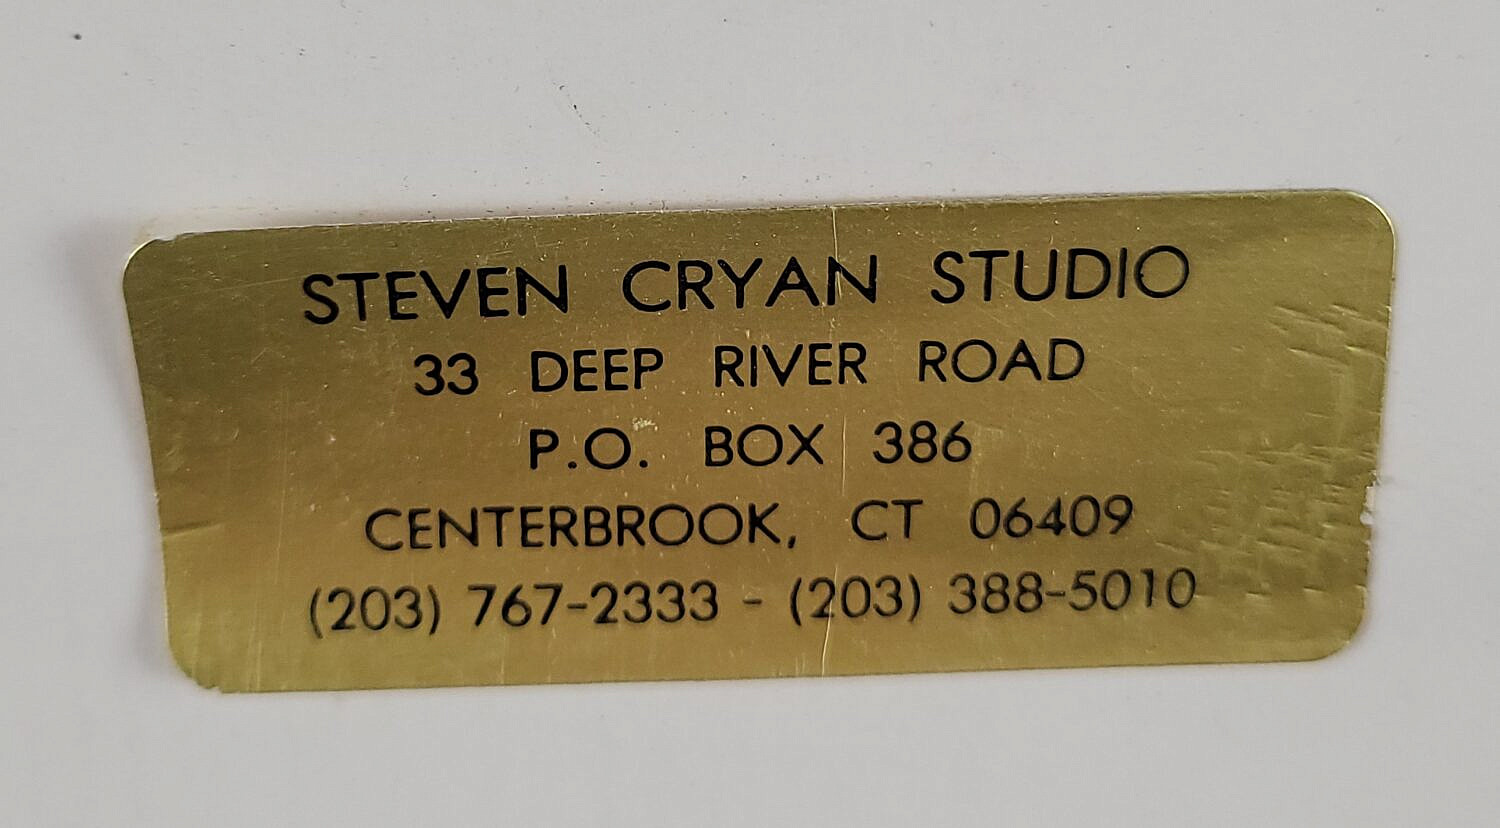 STEVEN CRYAN STUDIO
33 DEEP RIVER ROAD
P.O. BOX 386
CENTERBROOK, CT 06409
(203) 767-2333 - (203) 388-5010